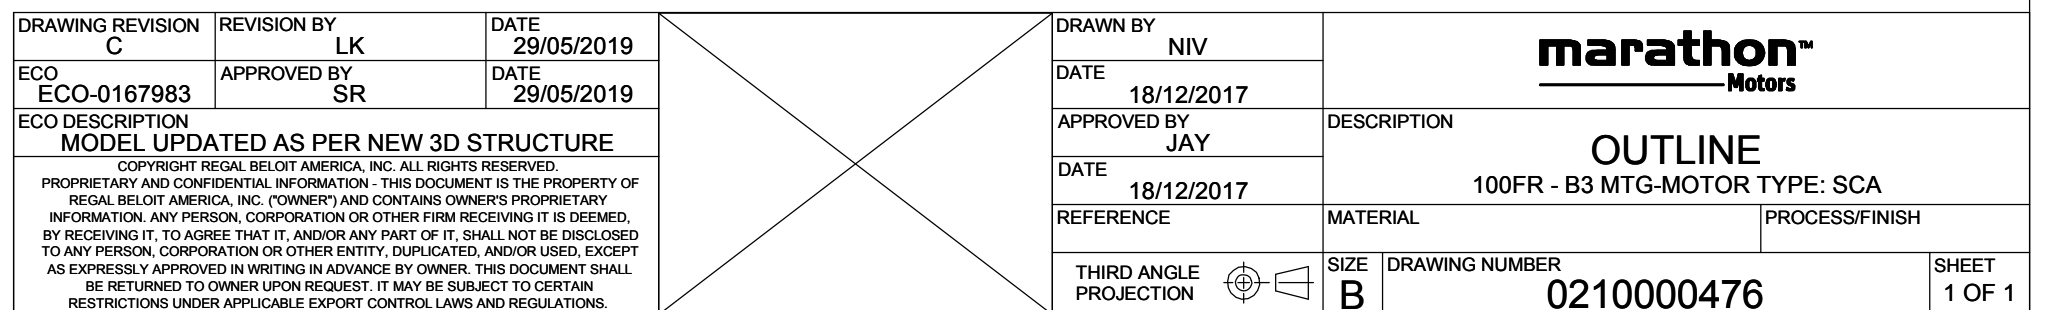 DRAWING REVISION
C
REVISION BY
LK
DATE
29/05/2019
ECO
ECO-0167983
APPROVED BY
SR
DATE
29/05/2019
ECO DESCRIPTION
MODEL UPDATED AS PER NEW 3D STRUCTURE
COPYRIGHT REGAL BELOIT AMERICA, INC. ALL RIGHTS RESERVED.
PROPRIETARY AND CONFIDENTIAL INFORMATION - THIS DOCUMENT IS THE PROPERTY OF
REGAL BELOIT AMERICA, INC. ("OWNER") AND CONTAINS OWNER'S PROPRIETARY
INFORMATION. ANY PERSON, CORPORATION OR OTHER FIRM RECEIVING IT IS DEEMED,
BY RECEIVING IT, TO AGREE THAT IT, AND/OR ANY PART OF IT, SHALL NOT BE DISCLOSED
TO ANY PERSON, CORPORATION OR OTHER ENTITY, DUPLICATED, AND/OR USED, EXCEPT
AS EXPRESSLY APPROVED IN WRITING IN ADVANCE BY OWNER. THIS DOCUMENT SHALL
BE RETURNED TO OWNER UPON REQUEST. IT MAY BE SUBJECT TO CERTAIN
RESTRICTIONS UNDER APPLICABLE EXPORT CONTROL LAWS AND REGULATIONS.
DRAWN BY
NIV
DATE
18/12/2017
APPROVED BY
JAY
DATE
18/12/2017
REFERENCE
THIRD ANGLE
PROJECTION
marathon™
Motors
DESCRIPTION
OUTLINE
100FR - B3 MTG-MOTOR TYPE: SCA
MATERIAL
PROCESS/FINISH
SIZE
B
DRAWING NUMBER
0210000476
SHEET
1 OF 1